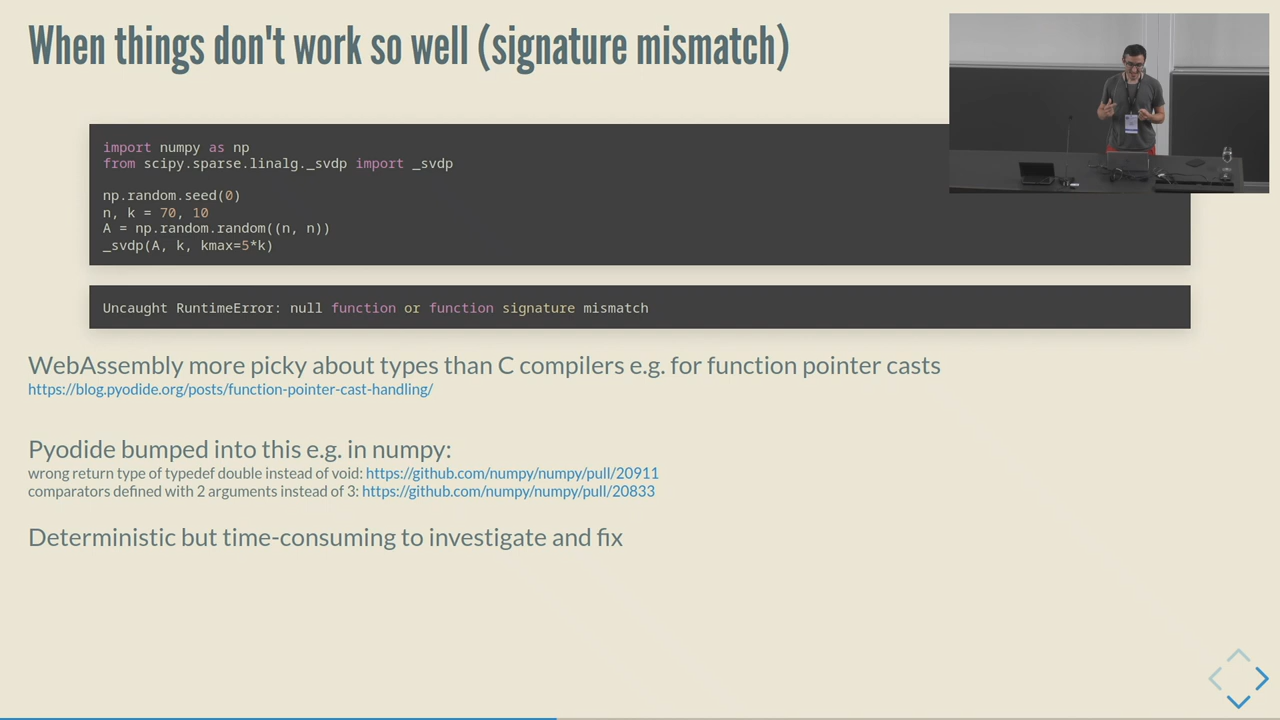 When things don't work so well (signature mismatch)
import numpy as np
from scipy.sparse.linalg._svdp import _svdp
np.random.seed(0)
n, k = 70, 10
A = np.random.random((n, n))
_svdp(A, k, kmax=5*k)
Uncaught RuntimeError: null function or function signature mismatch
WebAssembly more picky about types than C compilers e.g. for function pointer casts
https://blog.pyodide.org/posts/function-pointer-cast-handling/
Pyodide bumped into this e.g. in numpy:
wrong return type of typedef double instead of void: https://github.com/numpy/numpy/pull/20911
comparators defined with 2 arguments instead of 3: https://github.com/numpy/numpy/pull/20833
Deterministic but time-consuming to investigate and fix